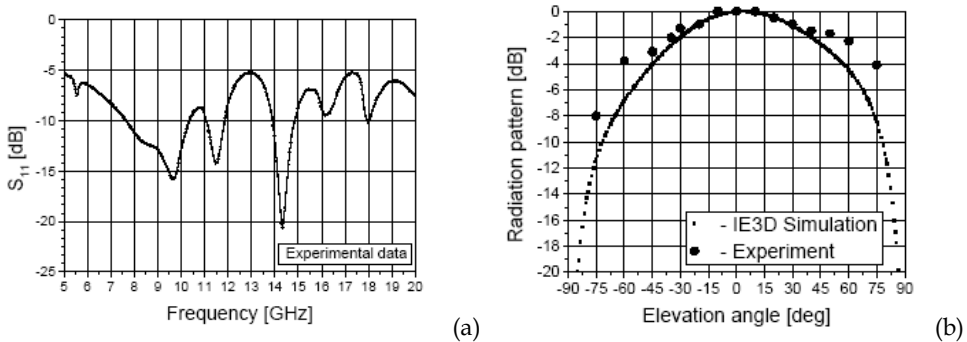 0
-5
-10
-15
-20
-25
S11 [dB]
Experimental data
5 6 7 8 9 10 11 12 13 14 15 16 17 18 19 20
Frequency [GHz]
(a)
0
-2
-4
-6
-8
-10
-12
-14
-16
-18
-20
Radiation pattern [dB]
- IE3D Simulation
- Experiment
-90 -75 -60 -45 -30 -15 0 15 30 45 60 75 90
Elevation angle [deg]
(b)